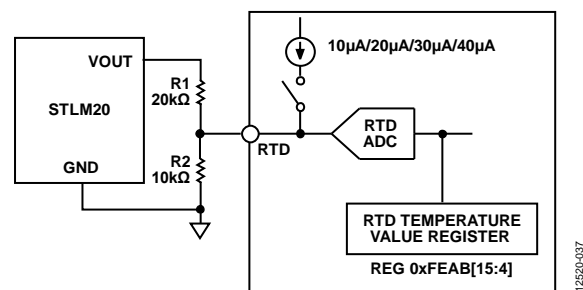 10µA/20µA/30µA/40µA
VOUT
R1
20kΩ
STLM20
RTD
ADC
RTD
R2
10kΩ
GND
RTD TEMPERATURE
VALUE REGISTER
REG 0xFEAB[15:4]
12520-037